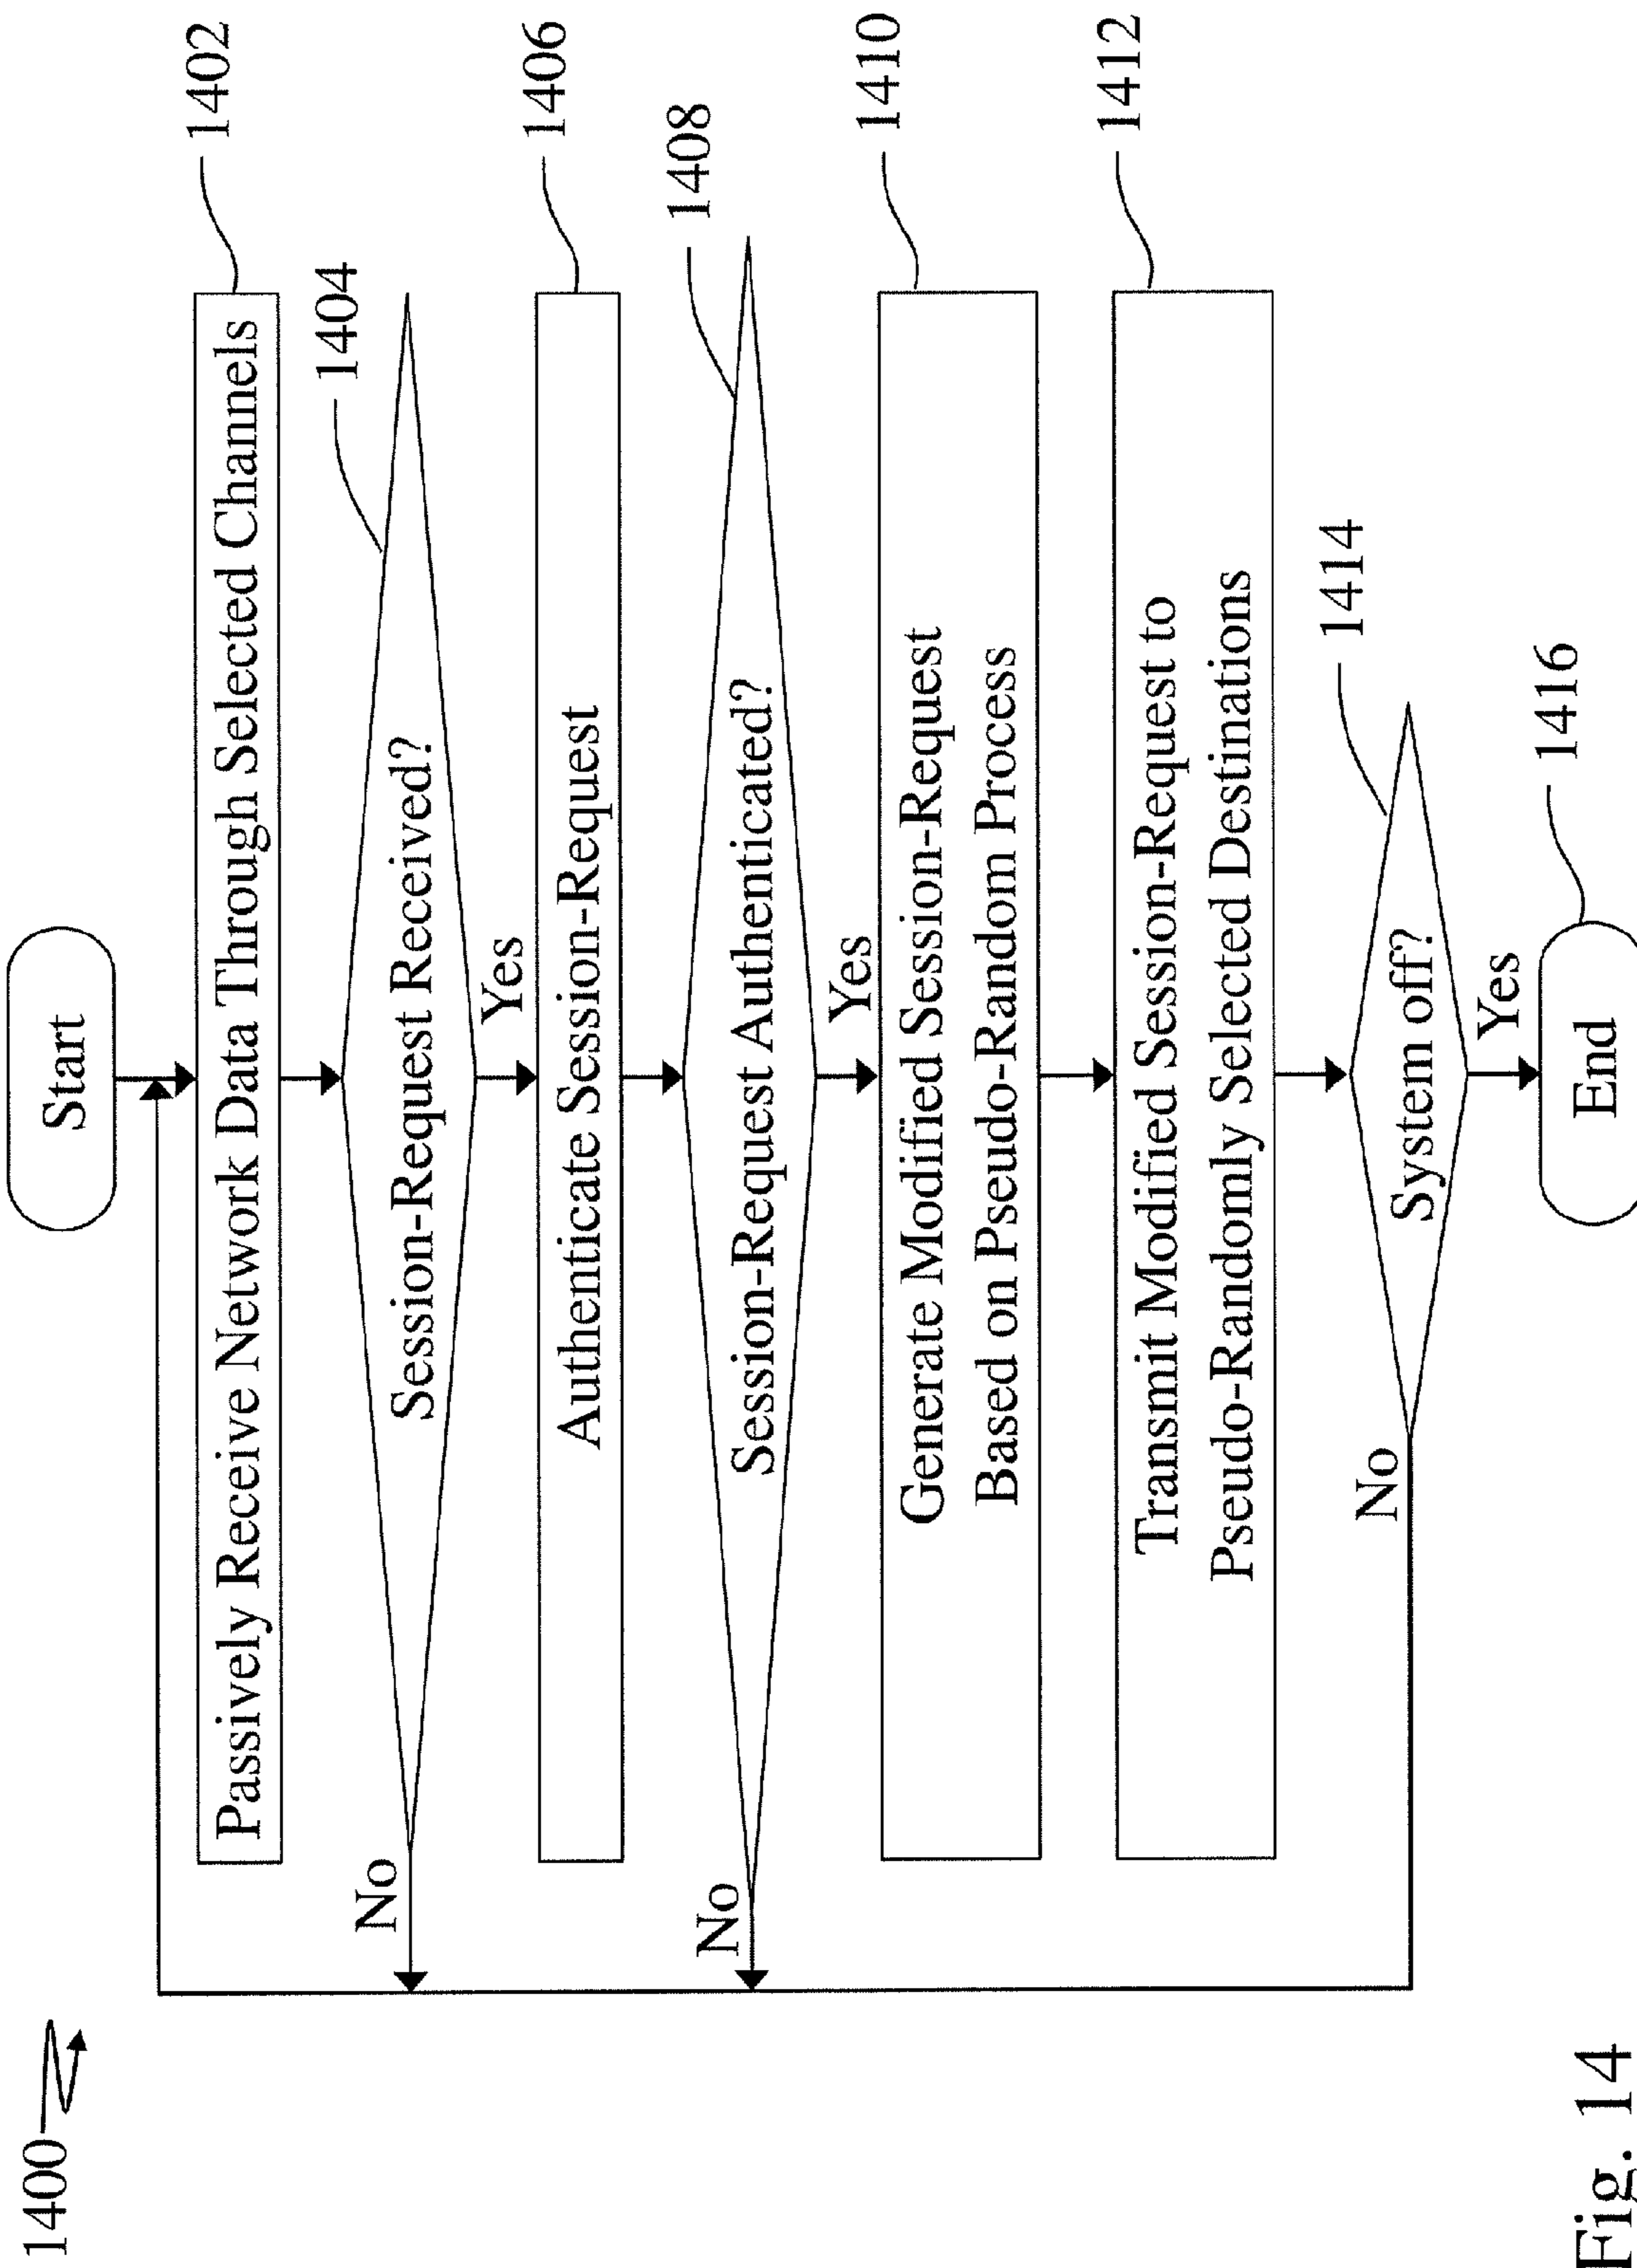 1400
Start
Passively Receive Network Data Through Selected Channels
1402
Session-Request Received?
1404
No
Yes
Authenticate Session-Request
1406
Session-Request Authenticated?
1408
No
Yes
Generate Modified Session-Request
Based on Pseudo-Random Process
1410
Transmit Modified Session-Request to
Pseudo-Randomly Selected Destinations
1412
System off?
1414
No
Yes
End
1416
Fig. 14